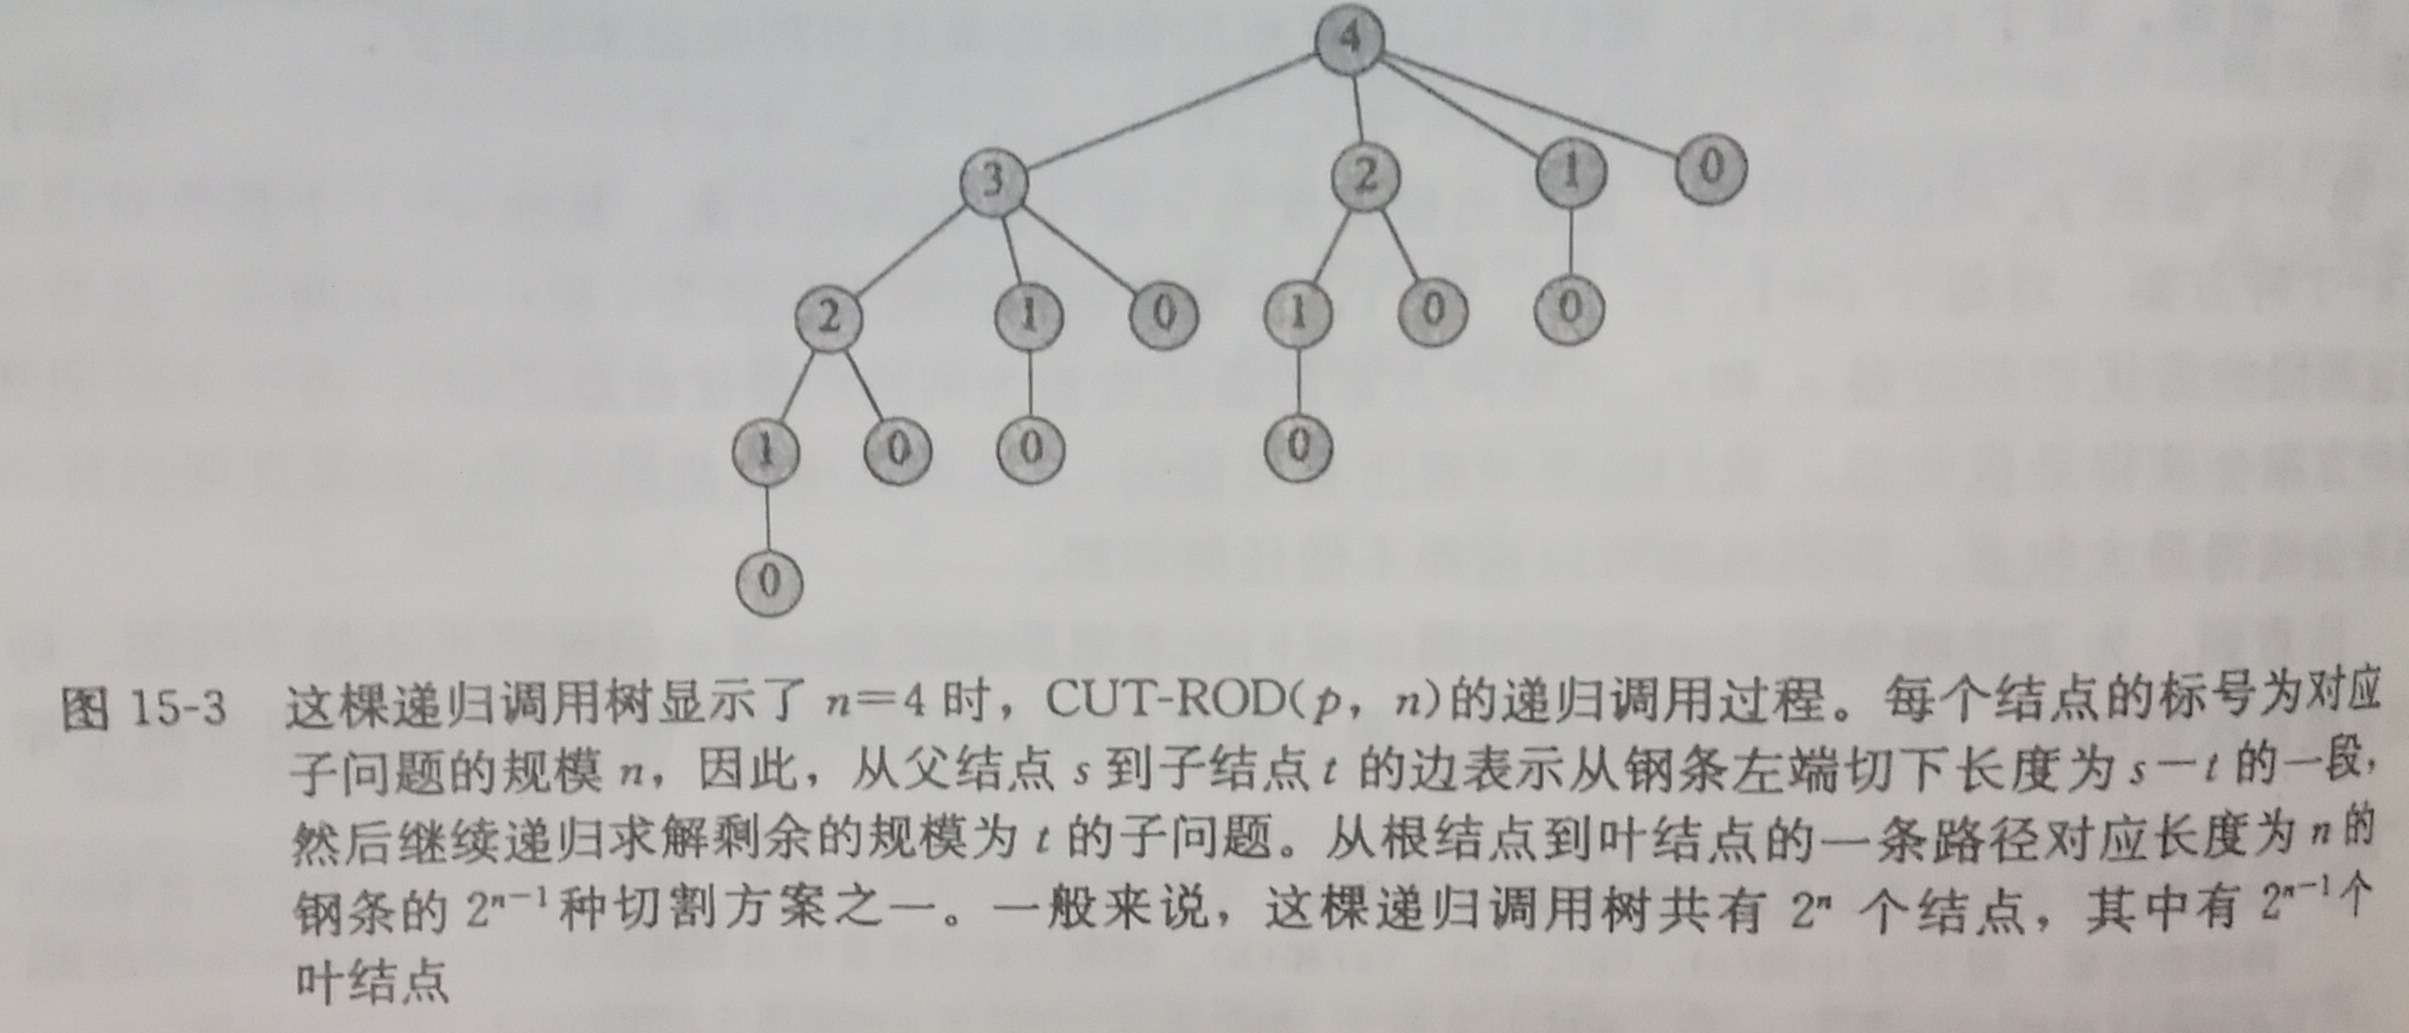 4
3 2 1 0
2 1 0 1 0 0
1 0 0 0
0
图 15-3 这棵递归调用树显示了 n=4 时，CUT-ROD(p，n)的递归调用过程。每个结点的标号为对应
子问题的规模 n，因此，从父结点 s 到子结点 t 的边表示从钢条左端切下长度为 s-t 的一段，
然后继续递归求解剩余的规模为 t 的子问题。从根结点到叶结点的一条路径对应长度为 n 的
钢条的 2ⁿ⁻¹种切割方案之一。一般来说，这棵递归调用树共有 2ⁿ 个结点，其中有 2ⁿ⁻¹个
叶结点